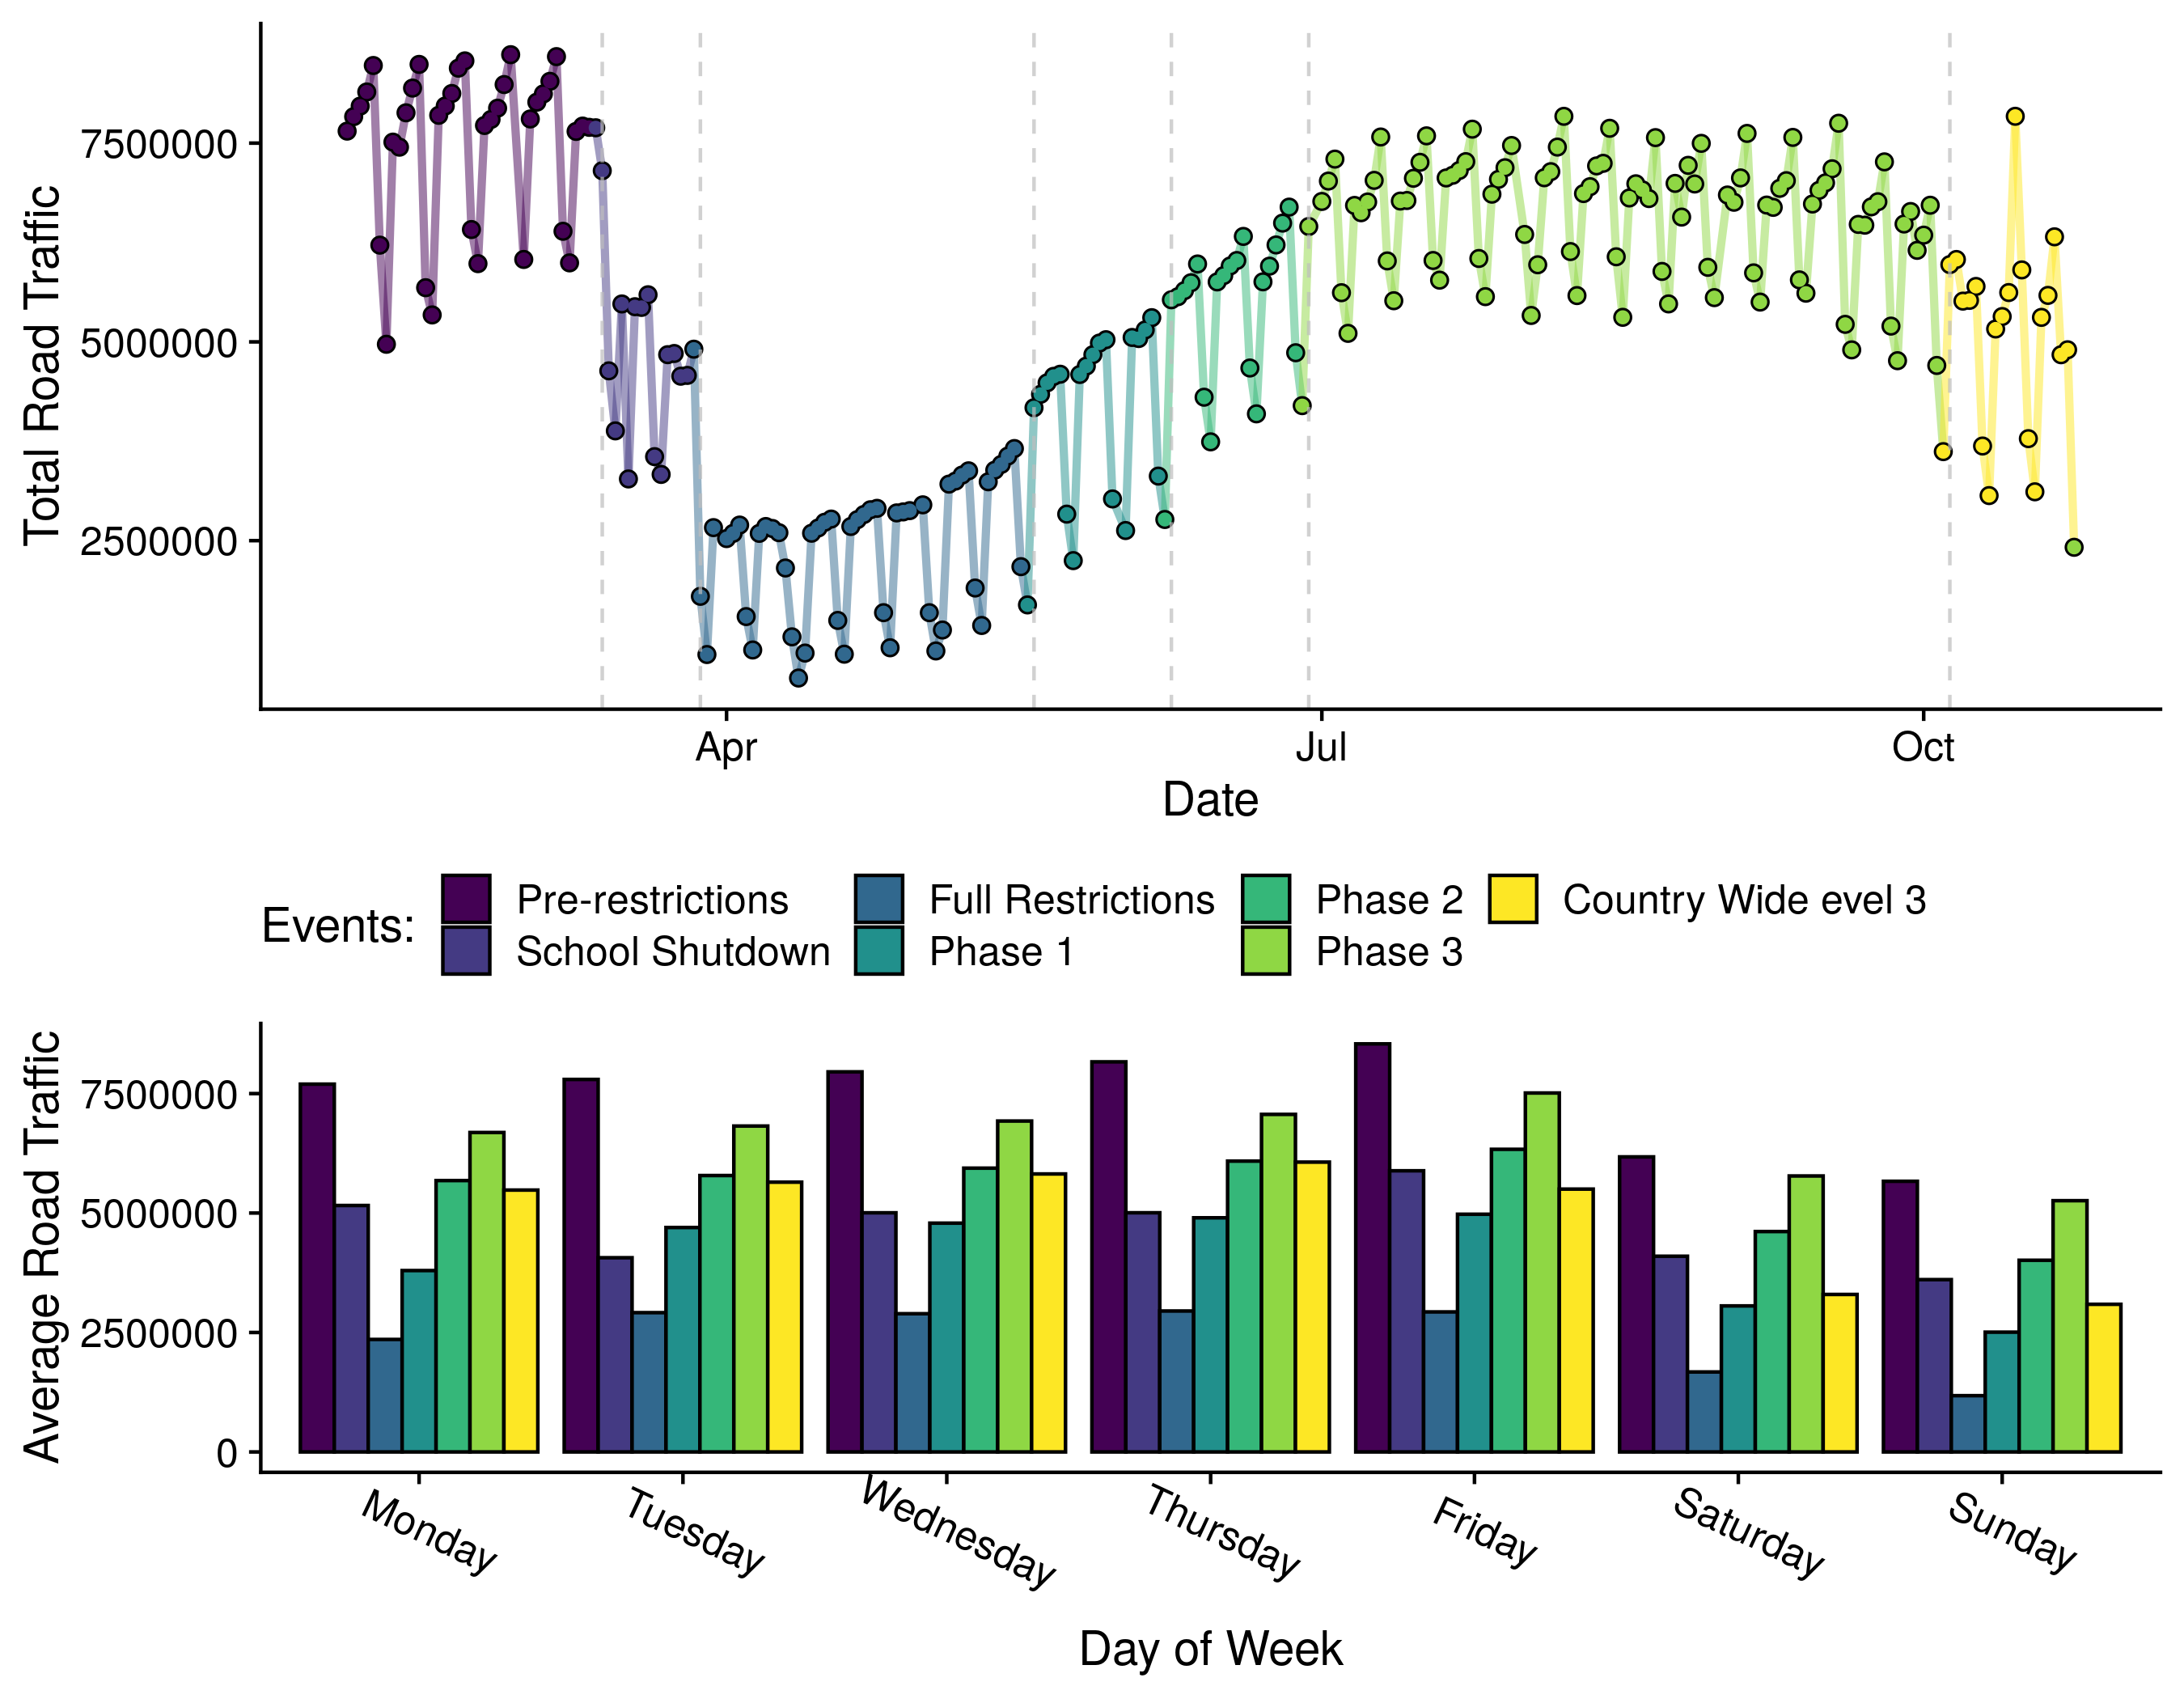 Total Road Traffic
7500000
5000000
2500000
Apr
Jul
Oct
Date
Events:
Pre-restrictions
School Shutdown
Full Restrictions
Phase 1
Phase 2
Phase 3
Country Wide evel 3
Average Road Traffic
7500000
5000000
2500000
0
Monday
Tuesday
Wednesday
Thursday
Friday
Saturday
Sunday
Day of Week